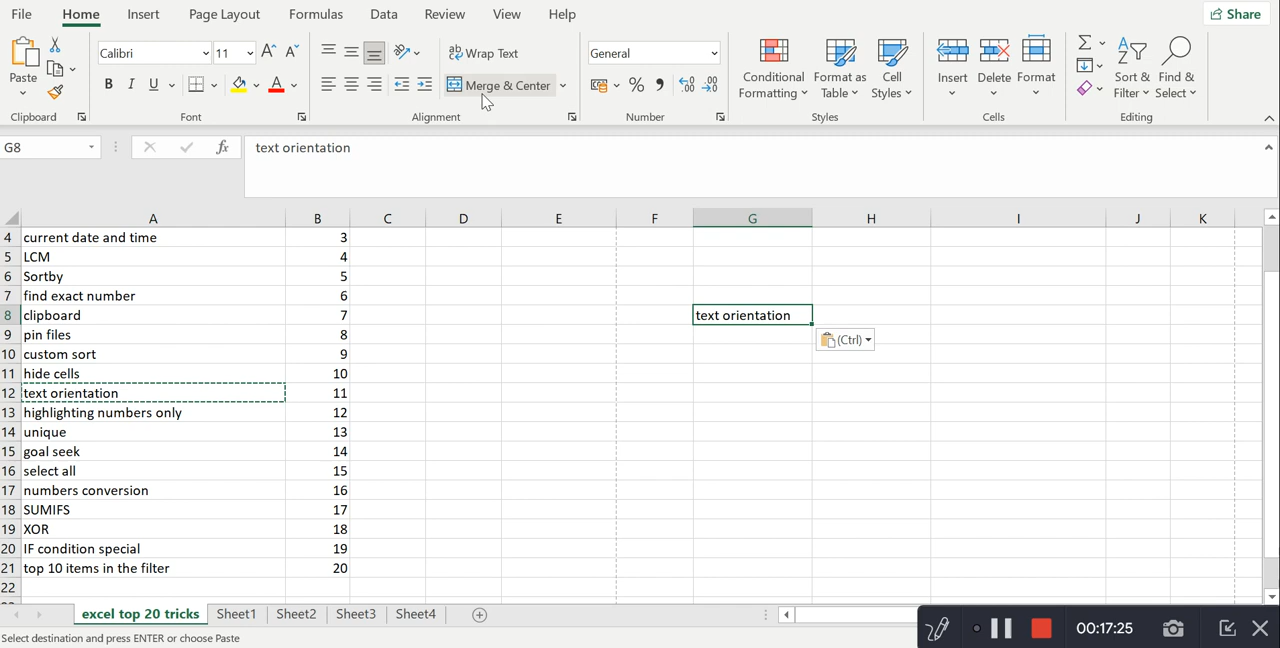 File Home Insert Page Layout Formulas Data Review View Help Share
Paste Calibri 11 A^ A˅ ab Wrap Text General Conditional Formatting Format as Table Cell Styles Insert Delete Format Sort & Filter Find & Select
B I U A Merge & Center % ,
Clipboard Font Alignment Number Styles Cells Editing
G8 fx text orientation
A B C D E F G H I J K
4 current date and time 3
5 LCM 4
6 Sortby 5
7 find exact number 6
8 clipboard 7 text orientation
9 pin files 8 (Ctrl)
10 custom sort 9
11 hide cells 10
12 text orientation 11
13 highlighting numbers only 12
14 unique 13
15 goal seek 14
16 select all 15
17 numbers conversion 16
18 SUMIFS 17
19 XOR 18
20 IF condition special 19
21 top 10 items in the filter 20
22
excel top 20 tricks Sheet1 Sheet2 Sheet3 Sheet4
Select destination and press ENTER or choose Paste 00:17:25